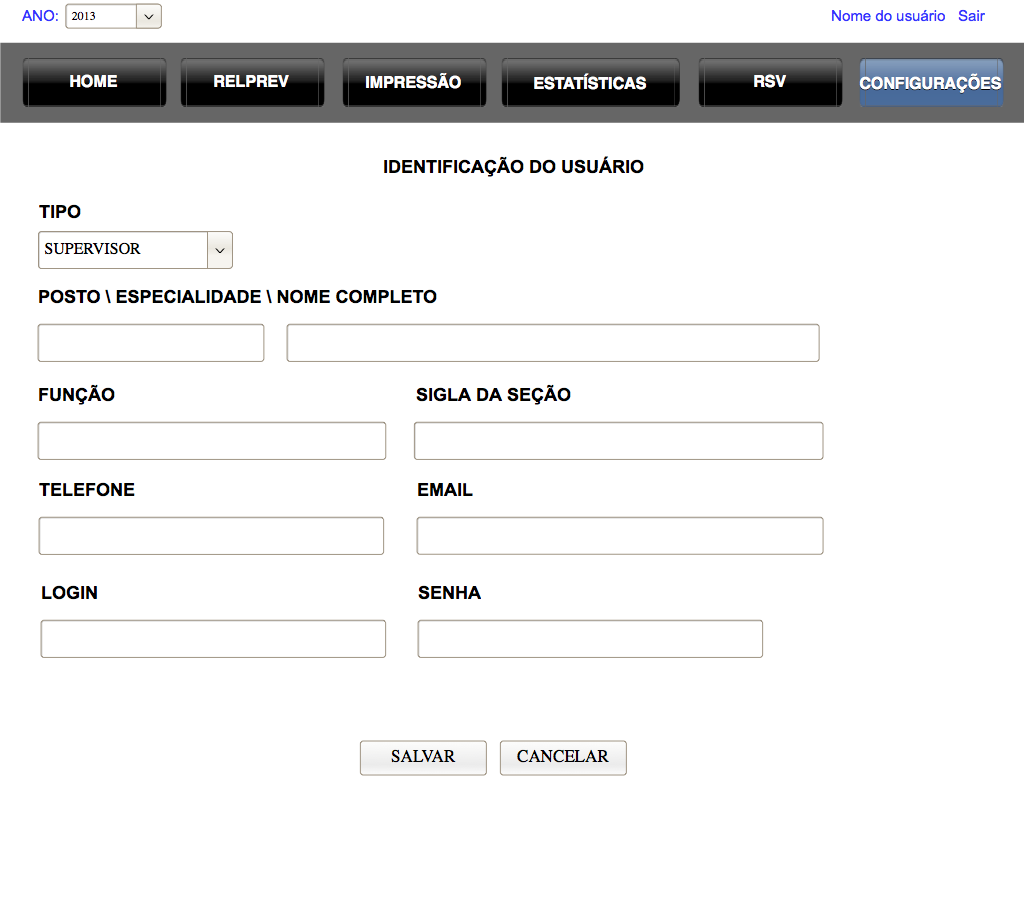 ANO: 2013 Nome do usuário Sair
HOME RELPREV IMPRESSÃO ESTATÍSTICAS RSV CONFIGURAÇÕES
IDENTIFICAÇÃO DO USUÁRIO
TIPO
SUPERVISOR
POSTO \ ESPECIALIDADE \ NOME COMPLETO
FUNÇÃO SIGLA DA SEÇÃO
TELEFONE EMAIL
LOGIN SENHA
SALVAR CANCELAR